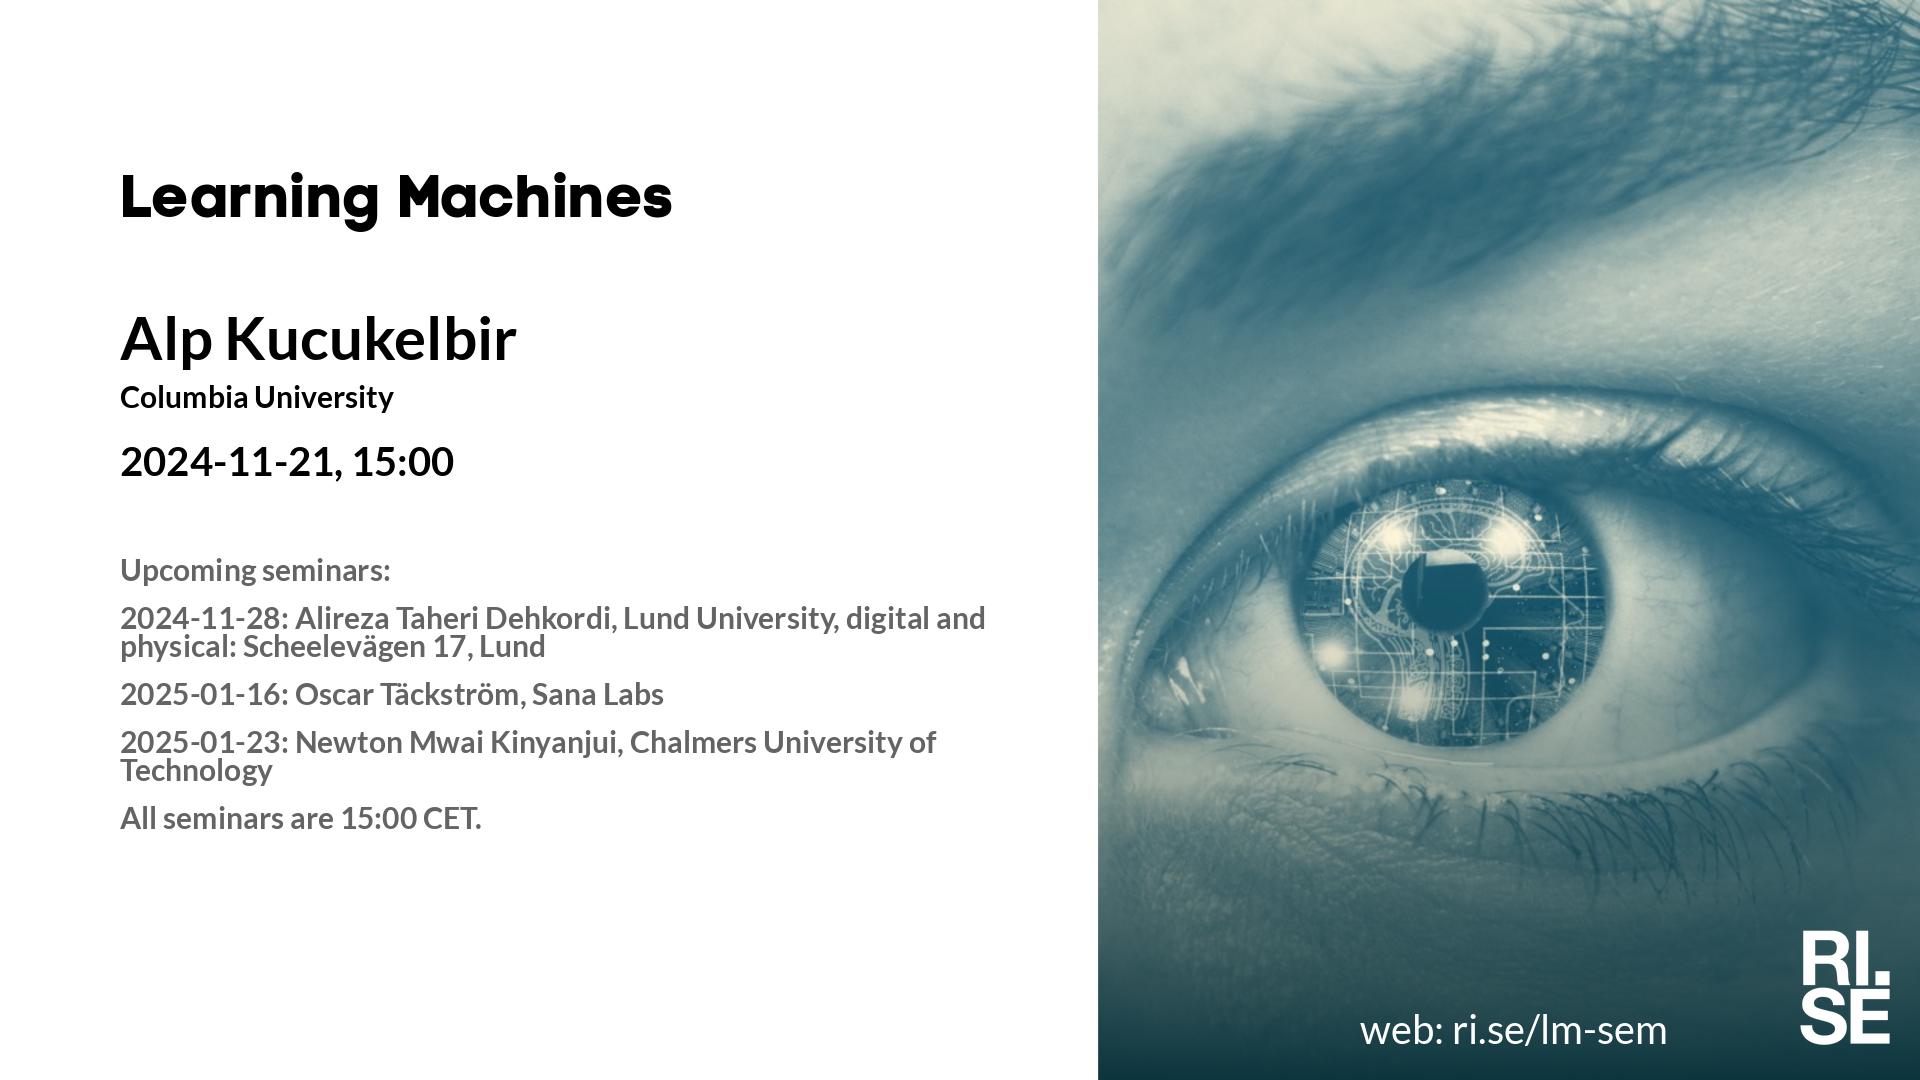 Learning Machines
Alp Kucukelbir
Columbia University
2024-11-21, 15:00
Upcoming seminars:
2024-11-28: Alireza Taheri Dehkordi, Lund University, digital and
physical: Scheelevägen 17, Lund
2025-01-16: Oscar Täckström, Sana Labs
2025-01-23: Newton Mwai Kinyanjui, Chalmers University of
Technology
All seminars are 15:00 CET.
RI.
SE
web: ri.se/lm-sem